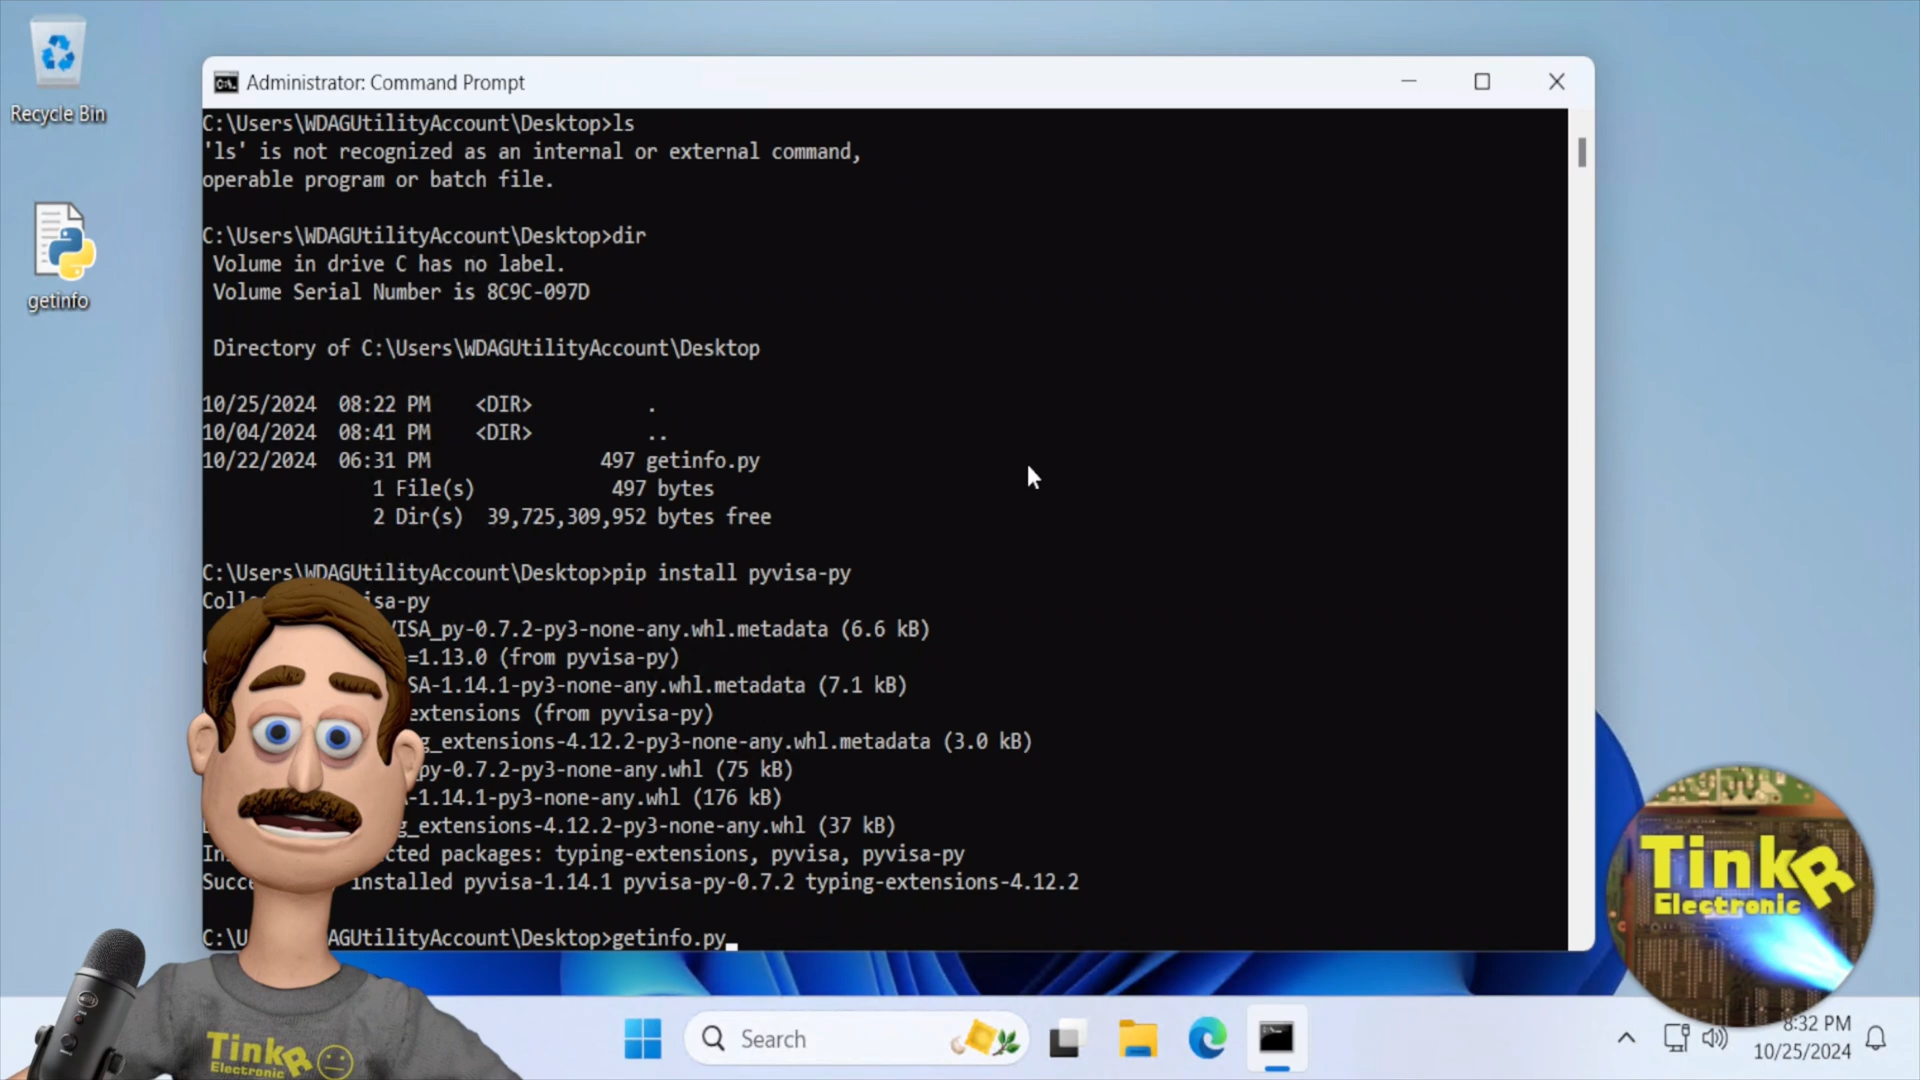 Recycle Bin
getinfo
Administrator: Command Prompt
C:\Users\WDAGUtilityAccount\Desktop>ls
'ls' is not recognized as an internal or external command,
operable program or batch file.
C:\Users\WDAGUtilityAccount\Desktop>dir
Volume in drive C has no label.
Volume Serial Number is 8C9C-097D
Directory of C:\Users\WDAGUtilityAccount\Desktop
10/25/2024 08:22 PM <DIR> .
10/04/2024 08:41 PM <DIR> ..
10/22/2024 06:31 PM 497 getinfo.py
1 File(s) 497 bytes
2 Dir(s) 39,725,309,952 bytes free
C:\Users\WDAGUtilityAccount\Desktop>pip install pyvisa-py
Coll isa-py
VISA_py-0.7.2-py3-none-any.whl.metadata (6.6 kB)
=1.13.0 (from pyvisa-py)
SA-1.14.1-py3-none-any.whl.metadata (7.1 kB)
extensions (from pyvisa-py)
g_extensions-4.12.2-py3-none-any.whl.metadata (3.0 kB)
py-0.7.2-py3-none-any.whl (75 kB)
-1.14.1-py3-none-any.whl (176 kB)
g_extensions-4.12.2-py3-none-any.whl (37 kB)
In cted packages: typing-extensions, pyvisa, pyvisa-py
Succe installed pyvisa-1.14.1 pyvisa-py-0.7.2 typing-extensions-4.12.2
C:\U AGUtilityAccount\Desktop>getinfo.py
TinkR
Electronic
TinkR
Electronic
Search
8:32 PM
10/25/2024